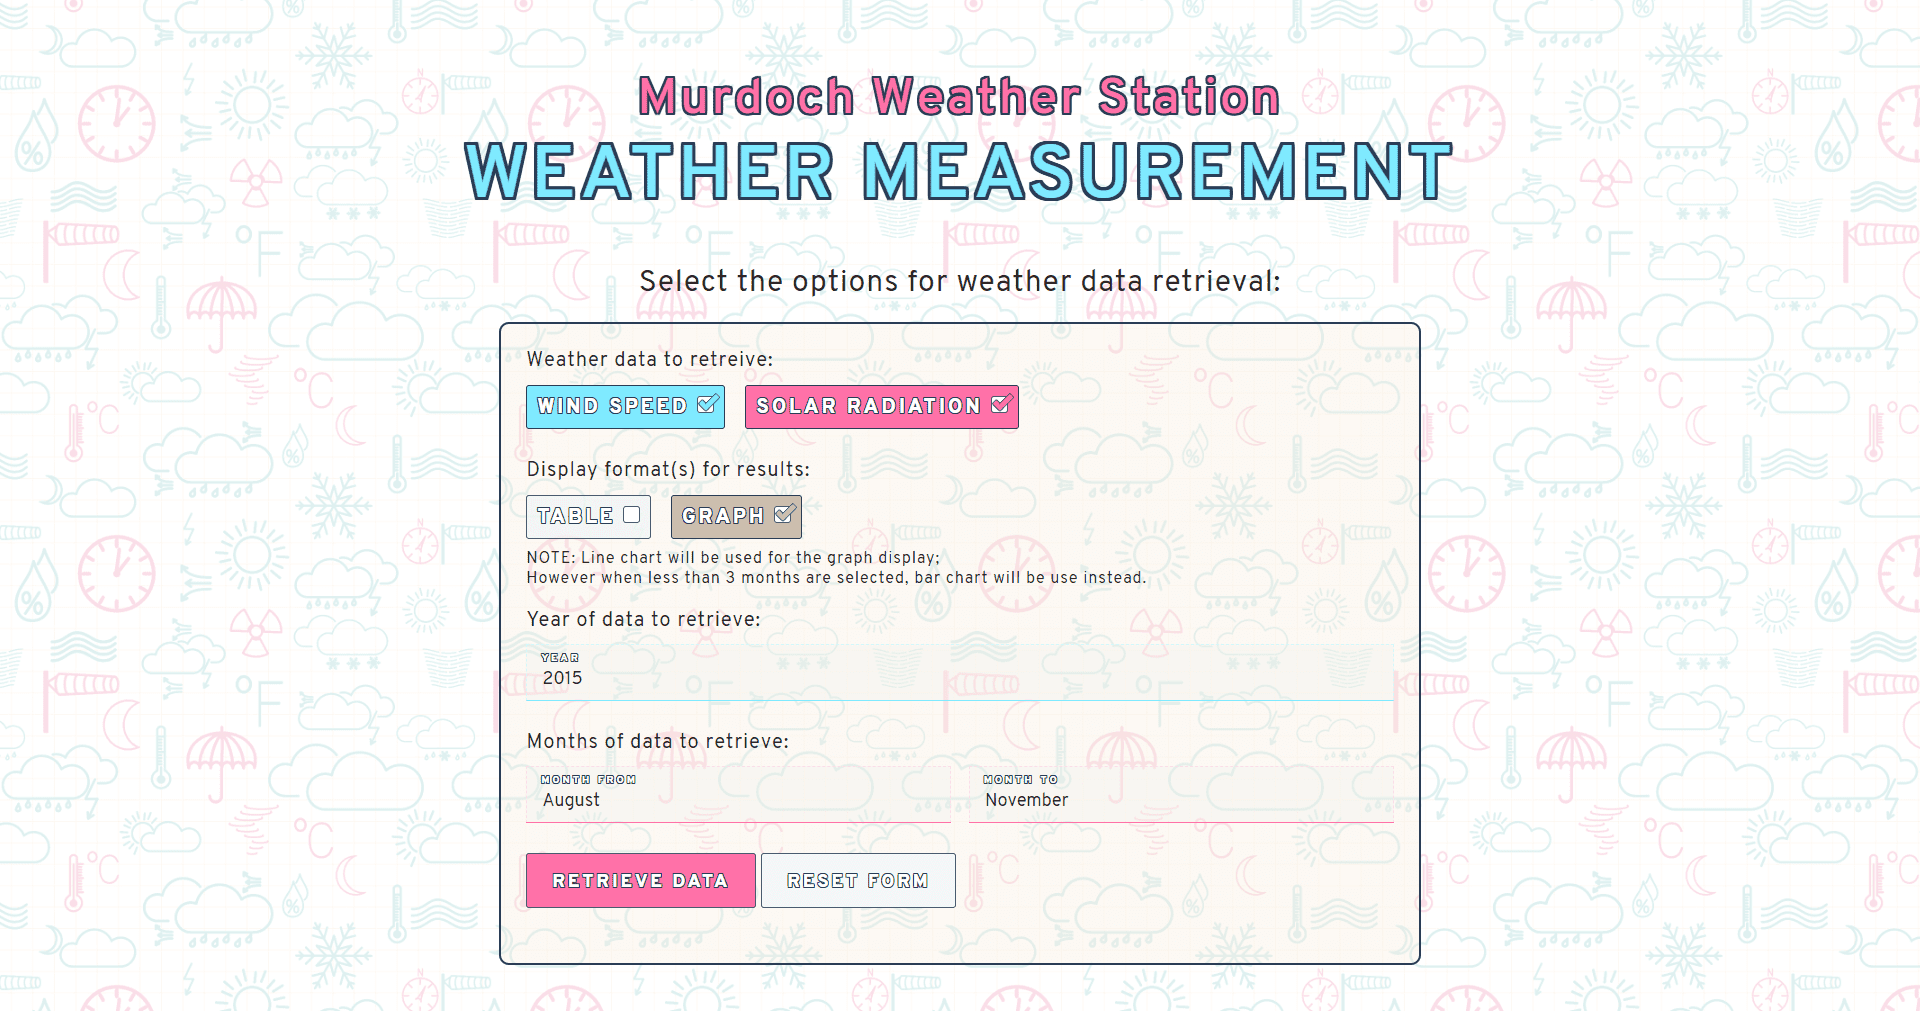 Murdoch Weather Station
WEATHER MEASUREMENT
Select the options for weather data retrieval:
Weather data to retreive:
WIND SPEED
SOLAR RADIATION
Display format(s) for results:
TABLE
GRAPH
NOTE: Line chart will be used for the graph display;
However when less than 3 months are selected, bar chart will be use instead.
Year of data to retrieve:
YEAR
2015
Months of data to retrieve:
MONTH FROM
August
MONTH TO
November
RETRIEVE DATA
RESET FORM